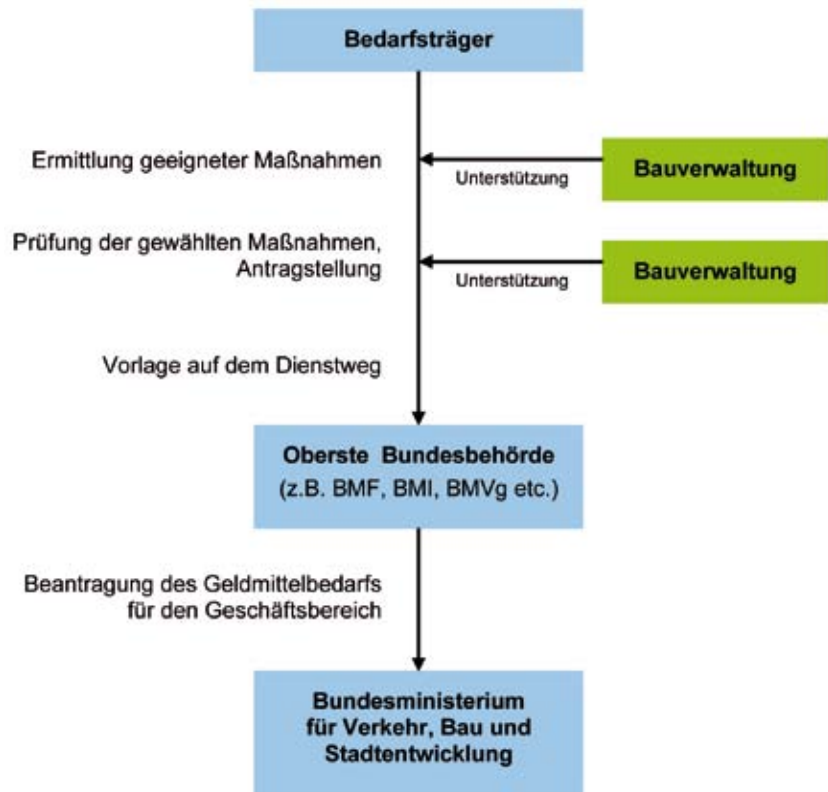 Bedarfsträger
Ermittlung geeigneter Maßnahmen
Unterstützung
Bauverwaltung
Prüfung der gewählten Maßnahmen,
Antragstellung
Unterstützung
Bauverwaltung
Vorlage auf dem Dienstweg
Oberste Bundesbehörde
(z.B. BMF, BMI, BMVg etc.)
Beantragung des Geldmittelbedarfs
für den Geschäftsbereich
Bundesministerium
für Verkehr, Bau und
Stadtentwicklung